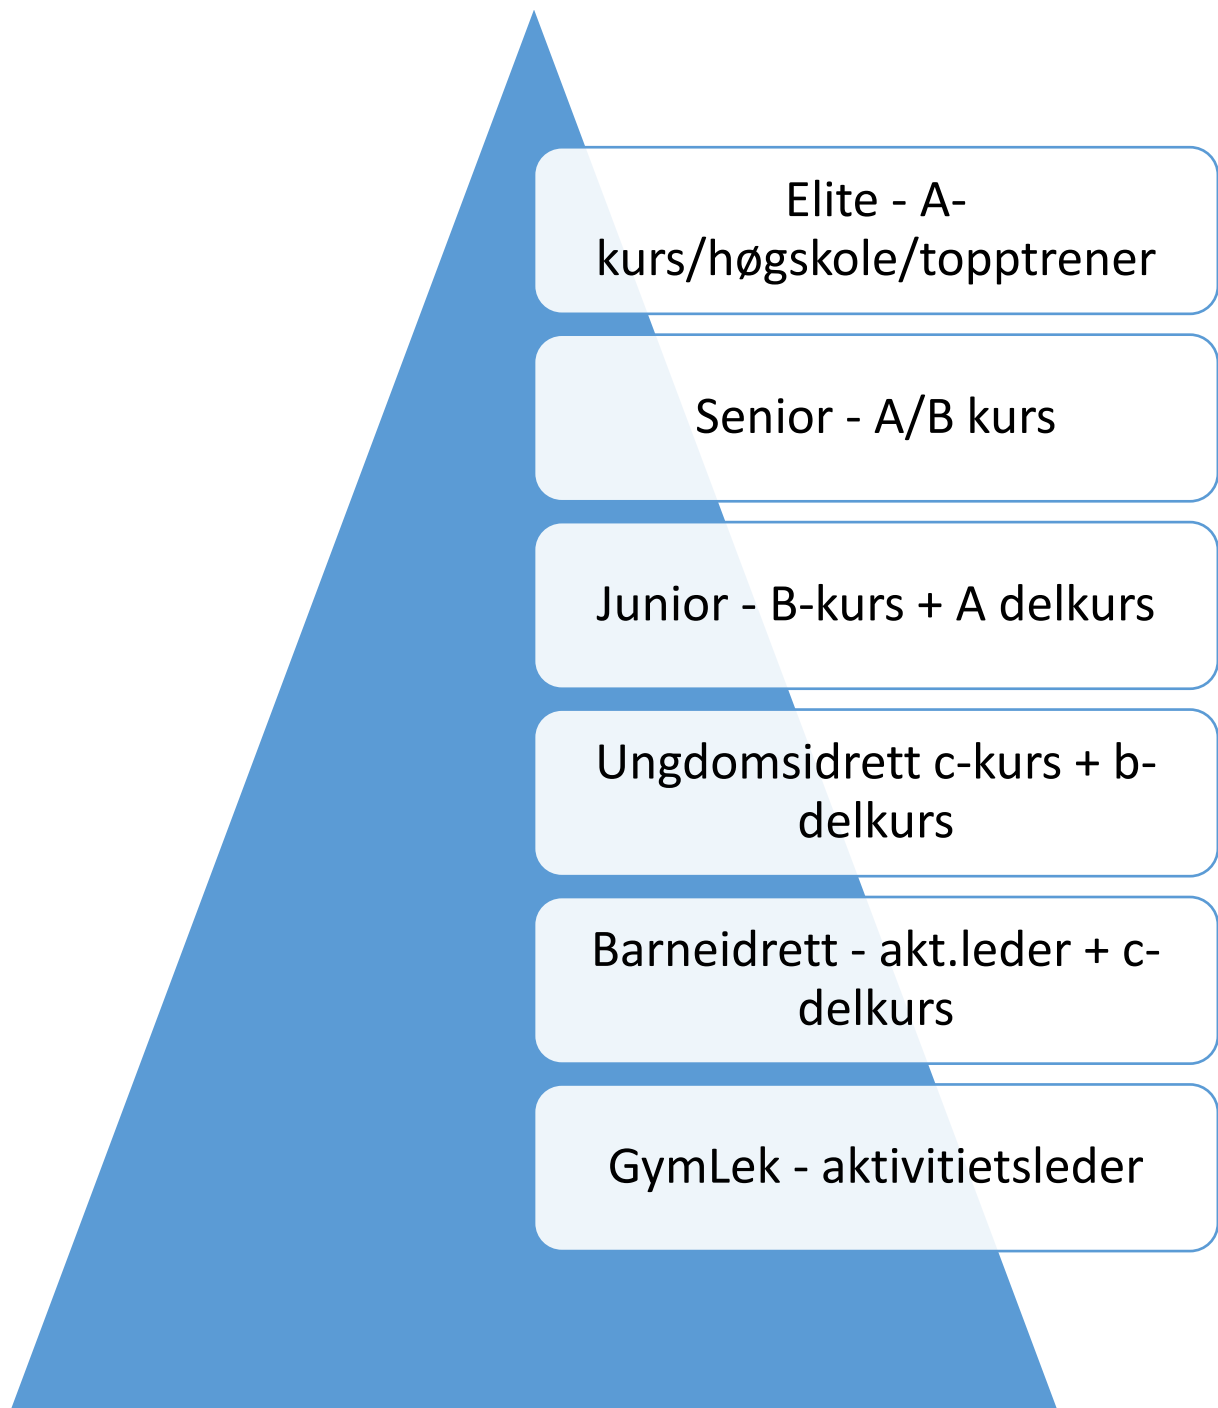 Elite - A-
kurs/høgskole/topptrener
Senior - A/B kurs
Junior - B-kurs + A delkurs
Ungdomsidrett c-kurs + b-
delkurs
Barneidrett - akt.leder + c-
delkurs
GymLek - aktivitietsleder